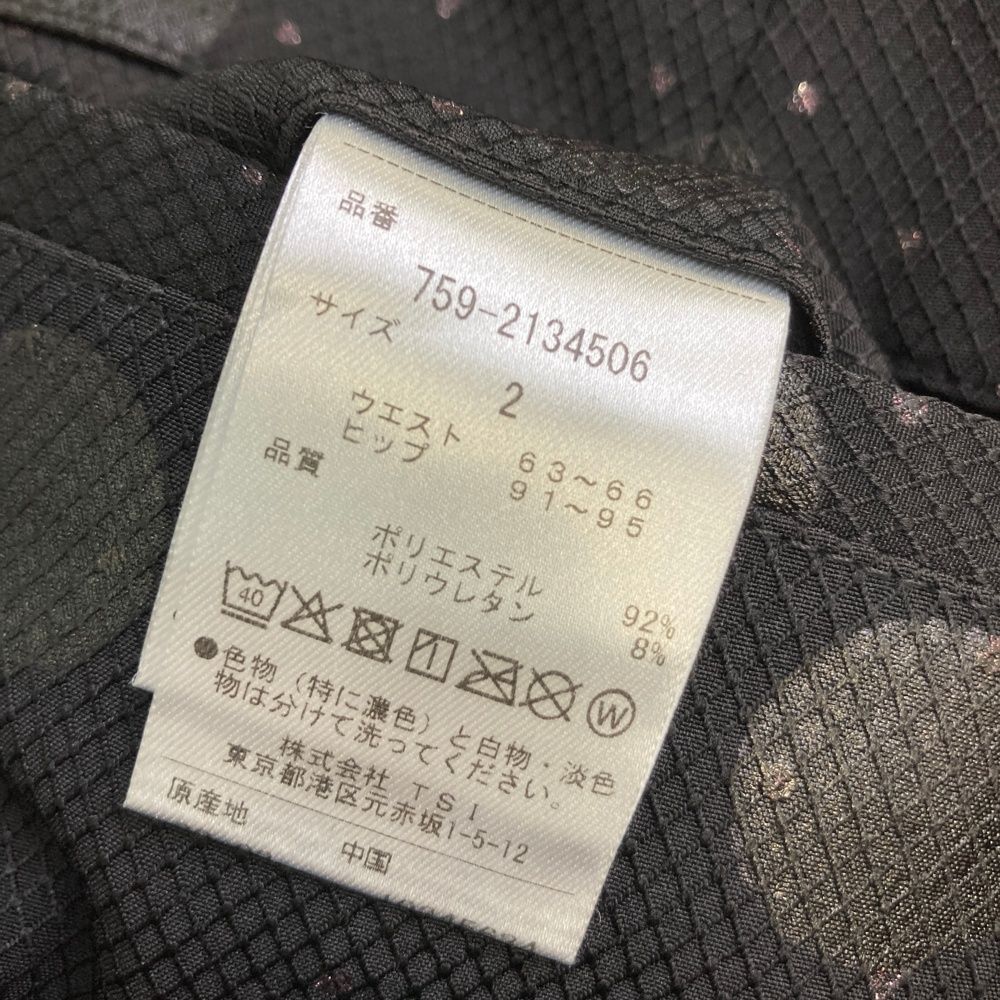 品番
759-2134506
サイズ
2
ウエスト 63～66
ヒップ 91～95
品質
ポリエステル 92%
ポリウレタン 8%
40 W
●色物（特に濃色）と白物・淡色
物は分けて洗ってください。
株式会社 TSI
東京都港区元赤坂1-5-12
原産地
中国